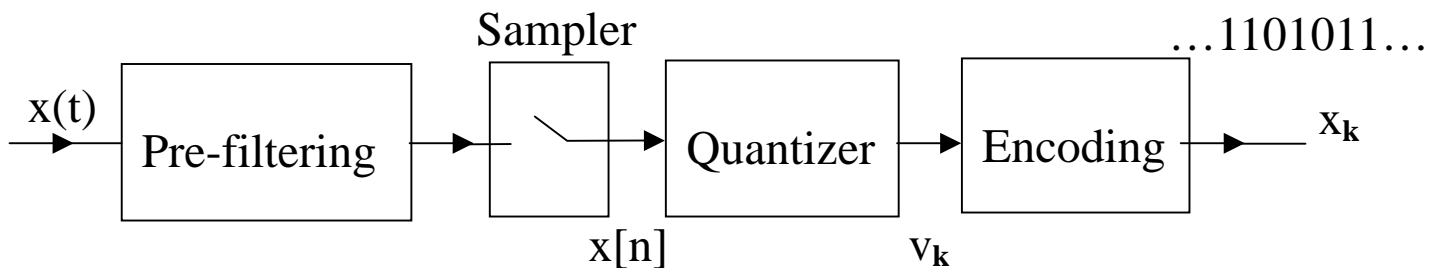 Sampler
…1101011…
x(t)
Pre-filtering
Quantizer
Encoding
xk
x[n]
vk